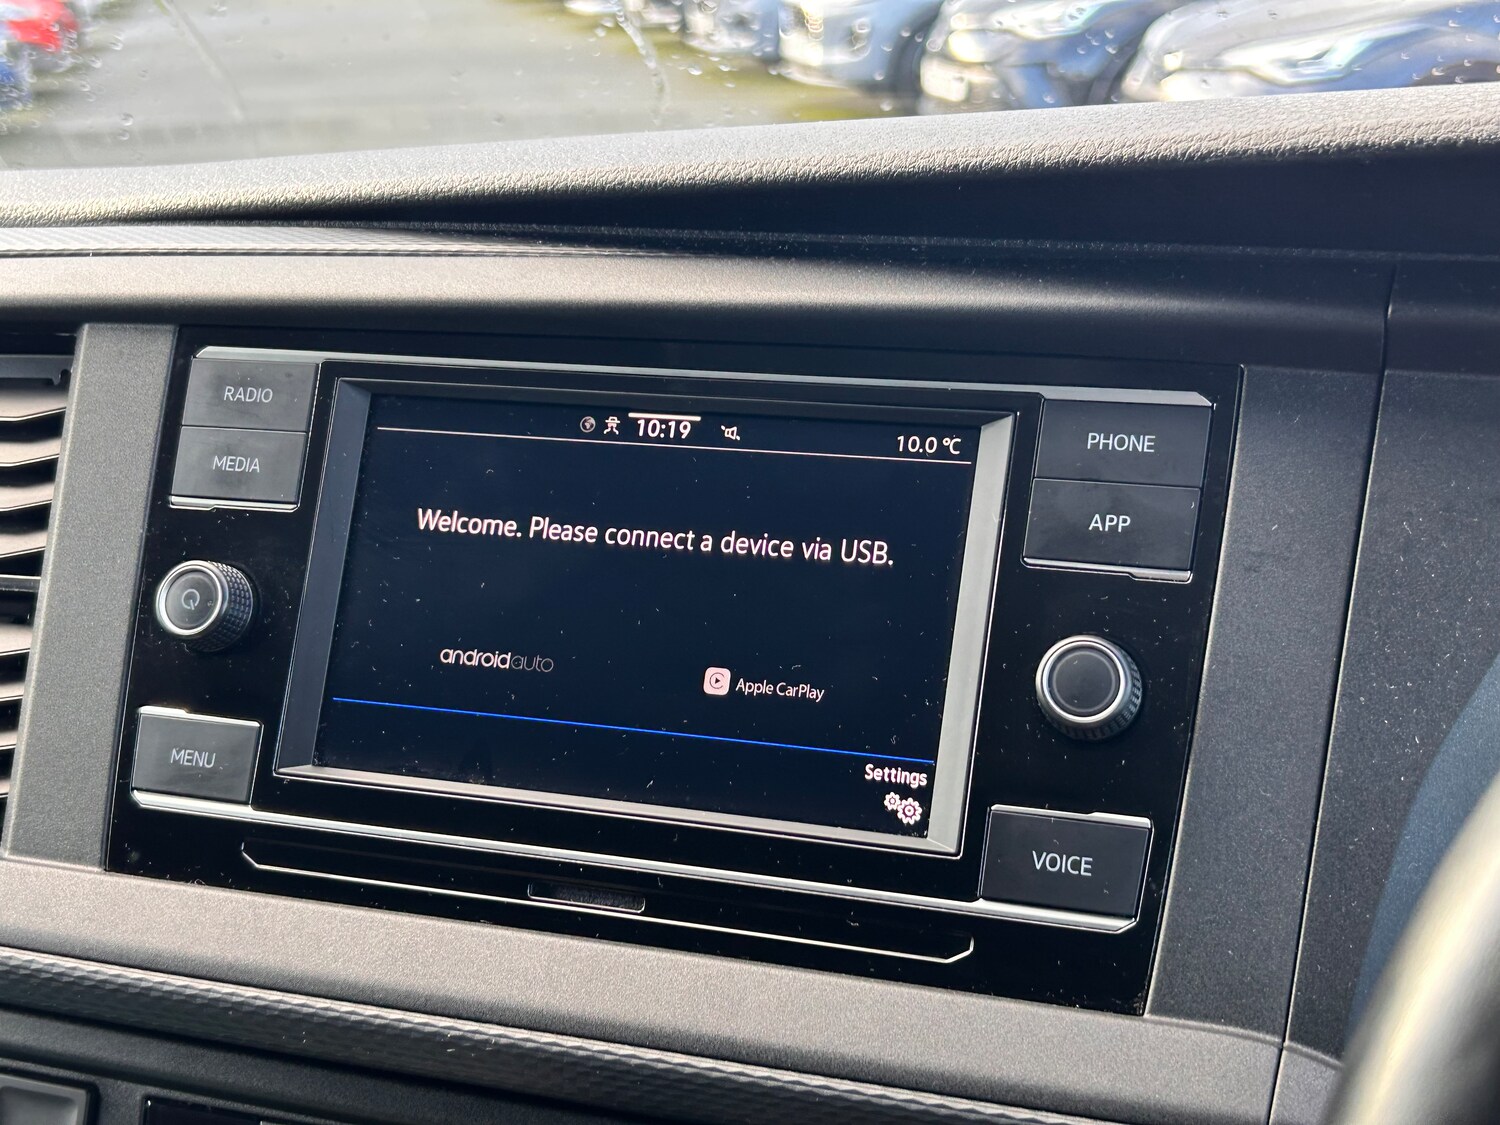 RADIO
MEDIA
MENU
10:19
10.0 °C
Welcome. Please connect a device via USB.
androidauto
Apple CarPlay
Settings
PHONE
APP
VOICE